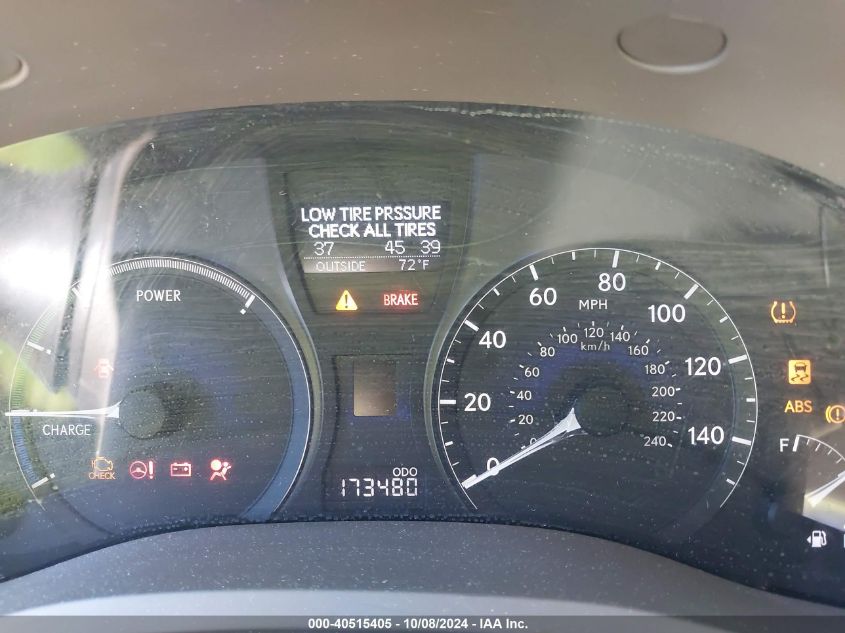 LOW TIRE PRSSURE
CHECK ALL TIRES
37 45 39
OUTSIDE 72°F
BRAKE
POWER
CHARGE
CHECK
ODO
173480
MPH
km/h
0 20 40 60 80 100 120 140
0 20 40 60 80 100 120 140 160 180 200 220 240
ABS
F
000-40515405 - 10/08/2024 - IAA Inc.